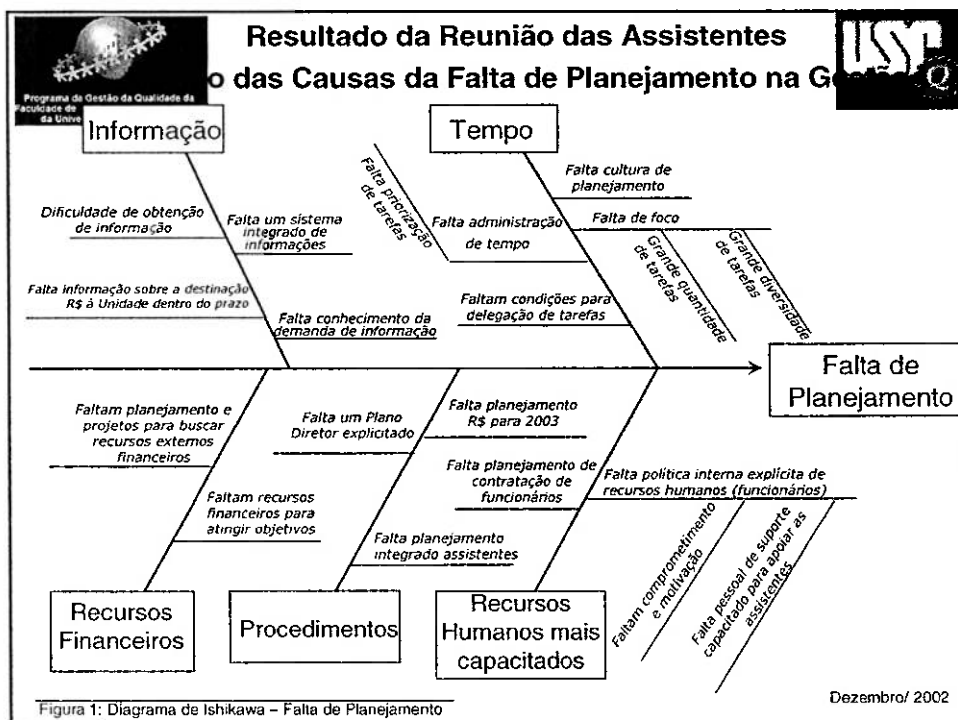 Resultado da Reunião das Assistentes
o das Causas da Falta de Planejamento na Ge
USP
Q
Programa de Gestão da Qualidade da
Faculdade de
da Unive
Informação
Tempo
Dificuldade de obtenção
de informação
Falta um sistema
integrado de
informações
Falta informação sobre a destinação
R$ à Unidade dentro do prazo
Falta conhecimento da
demanda de informação
Falta priorização
de tarefas
Falta administração
de tempo
Faltam condições para
delegação de tarefas
Falta cultura de
planejamento
Falta de foco
Grande quantidade
de tarefas
Grande diversidade
de tarefas
Falta de
Planejamento
Faltam planejamento e
projetos para buscar
recursos externos
financeiros
Faltam recursos
financeiros para
atingir objetivos
Falta um Plano
Diretor explicitado
Falta planejamento
integrado assistentes
Falta planejamento
R$ para 2003
Falta planejamento de
contratação de
funcionários
Falta política interna explícita de
recursos humanos (funcionários)
Faltam comprometimento
e motivação
Falta pessoal de suporte
capacitado para apoiar as
assistentes
Recursos
Financeiros
Procedimentos
Recursos
Humanos mais
capacitados
Figura 1: Diagrama de Ishikawa – Falta de Planejamento
Dezembro/ 2002